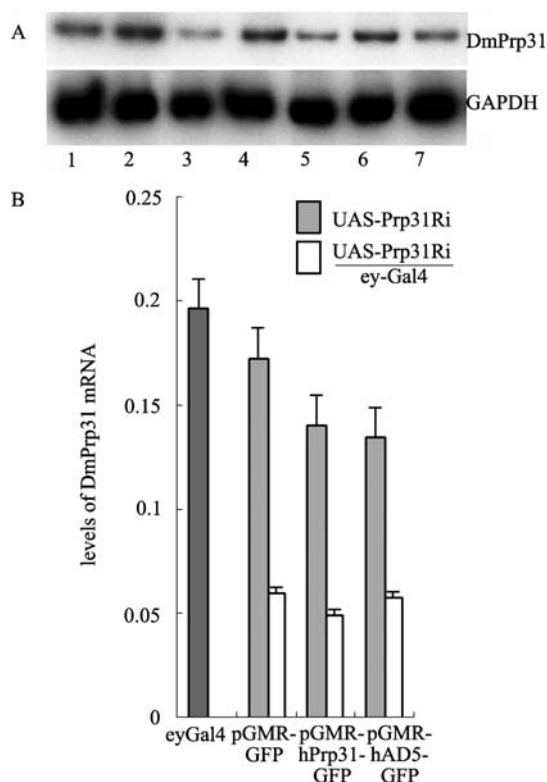 A
DmPrp31
GAPDH
1 2 3 4 5 6 7
B
0.25
0.2
0.15
0.1
0.05
0
levels of DmPrp31 mRNA
UAS-Prp31Ri
UAS-Prp31Ri
ey-Gal4
eyGal4
pGMR-
GFP
pGMR-
hPrp31-
GFP
pGMR-
hAD5-
GFP